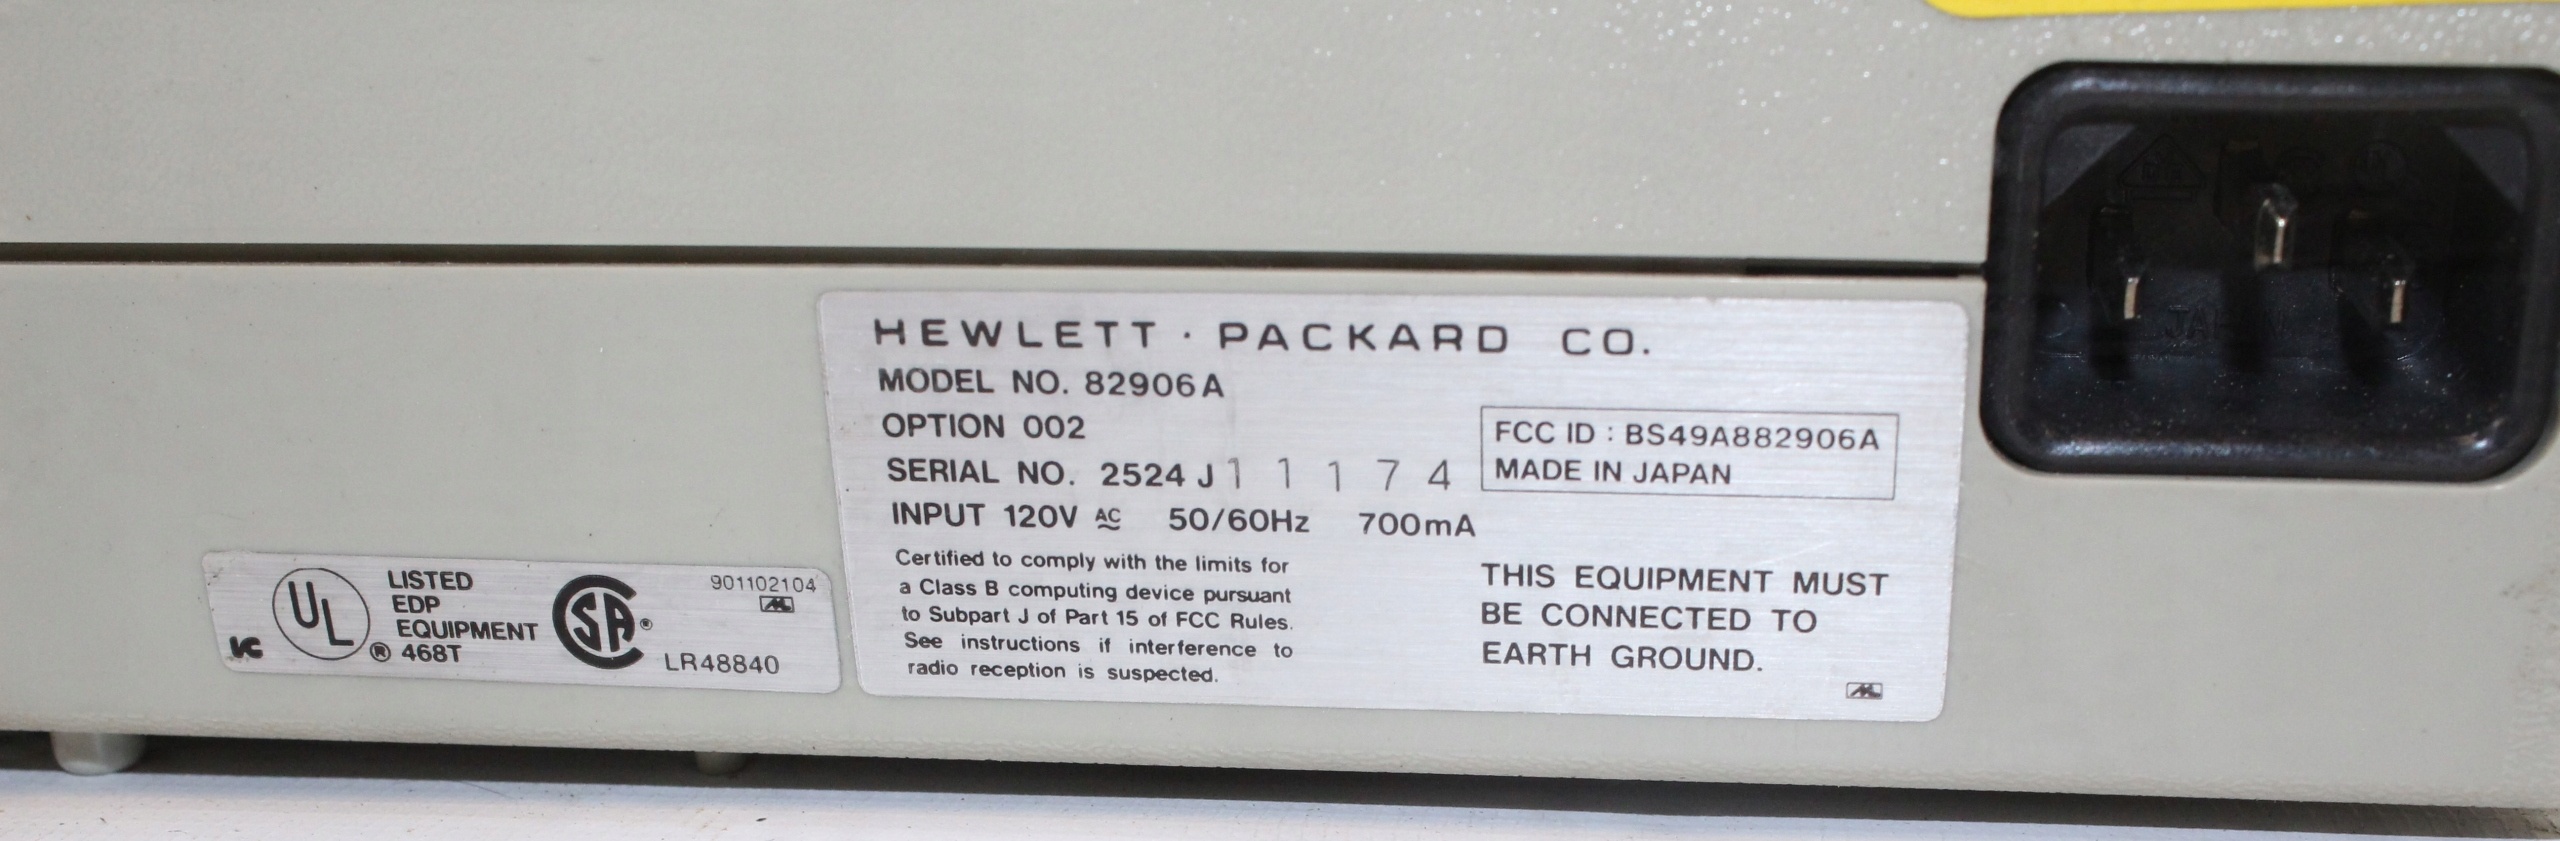 HEWLETT · PACKARD CO.
MODEL NO. 82906A
OPTION 002
SERIAL NO. 2524 J 1 1 1 7 4
FCC ID : BS49A882906A
MADE IN JAPAN
INPUT 120V AC 50/60Hz 700mA
Certified to comply with the limits for
a Class B computing device pursuant
to Subpart J of Part 15 of FCC Rules.
See instructions if interference to
radio reception is suspected.
THIS EQUIPMENT MUST
BE CONNECTED TO
EARTH GROUND.
UL ®
LISTED
EDP
EQUIPMENT
468T
SA ®
901102104
LR48840